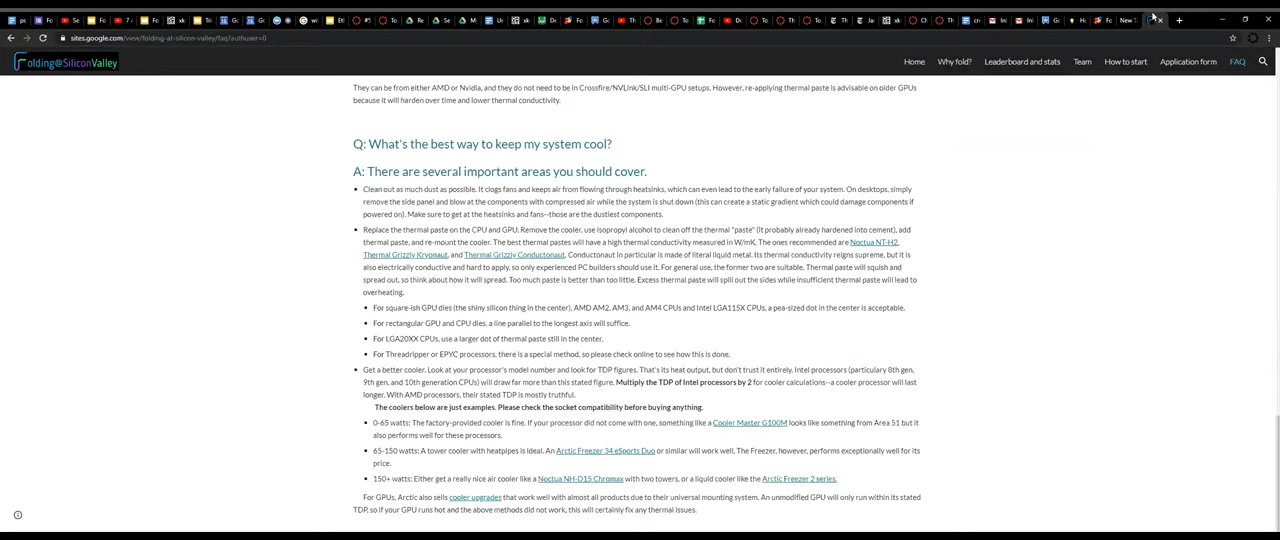 sites.google.com/view/folding-at-silicon-valley/faq?authuser=0
olding@SiliconValley
Home
Why fold?
Leaderboard and stats
Team
How to start
Application form
FAQ
They can be from either AMD or Nvidia, and they do not need to be in Crossfire/NVLink/SLI multi-GPU setups. However, re-applying thermal paste is advisable on older GPUs
because it will harden over time and lower thermal conductivity.
Q: What's the best way to keep my system cool?
A: There are several important areas you should cover.
Clean out as much dust as possible. It clogs fans and keeps air from flowing through heatsinks, which can even lead to the early failure of your system. On desktops, simply
remove the side panel and blow at the components with compressed air while the system is shut down (this can create a static gradient which could damage components if
powered on). Make sure to get at the heatsinks and fans--those are the dustiest components.
Replace the thermal paste on the CPU and GPU. Remove the cooler, use isopropyl alcohol to clean off the thermal "paste" (it probably already hardened into cement), add
thermal paste, and re-mount the cooler. The best thermal pastes will have a high thermal conductivity measured in W/mK. The ones recommended are Noctua NT-H2,
Thermal Grizzly Kryonaut, and Thermal Grizzly Conductonaut. Conductonaut in particular is made of literal liquid metal. Its thermal conductivity reigns supreme, but it is
also electrically conductive and hard to apply, so only experienced PC builders should use it. For general use, the former two are suitable. Thermal paste will squish and
spread out, so think about how it will spread. Too much paste is better than too little. Excess thermal paste will spill out the sides while insufficient thermal paste will lead to
overheating.
For square-ish GPU dies (the shiny silicon thing in the center), AMD AM2, AM3, and AM4 CPUs and Intel LGA115X CPUs, a pea-sized dot in the center is acceptable.
For rectangular GPU and CPU dies, a line parallel to the longest axis will suffice.
For LGA20XX CPUs, use a larger dot of thermal paste still in the center.
For Threadripper or EPYC processors, there is a special method, so please check online to see how this is done.
Get a better cooler. Look at your processor's model number and look for TDP figures. That's its heat output, but don't trust it entirely. Intel processors (particulary 8th gen,
9th gen, and 10th generation CPUs) will draw far more than this stated figure. Multiply the TDP of Intel processors by 2 for cooler calculations--a cooler processor will last
longer. With AMD processors, their stated TDP is mostly truthful.
The coolers below are just examples. Please check the socket compatibility before buying anything.
0-65 watts: The factory-provided cooler is fine. If your processor did not come with one, something like a Cooler Master G100M looks like something from Area 51 but it
also performs well for these processors.
65-150 watts: A tower cooler with heatpipes is ideal. An Arctic Freezer 34 eSports Duo or similar will work well. The Freezer, however, performs exceptionally well for its
price.
150+ watts: Either get a really nice air cooler like a Noctua NH-D15 Chromax with two towers, or a liquid cooler like the Arctic Freezer 2 series.
For GPUs, Arctic also sells cooler upgrades that work well with almost all products due to their universal mounting system. An unmodified GPU will only run within its stated
TDP, so if your GPU runs hot and the above methods did not work, this will certainly fix any thermal issues.